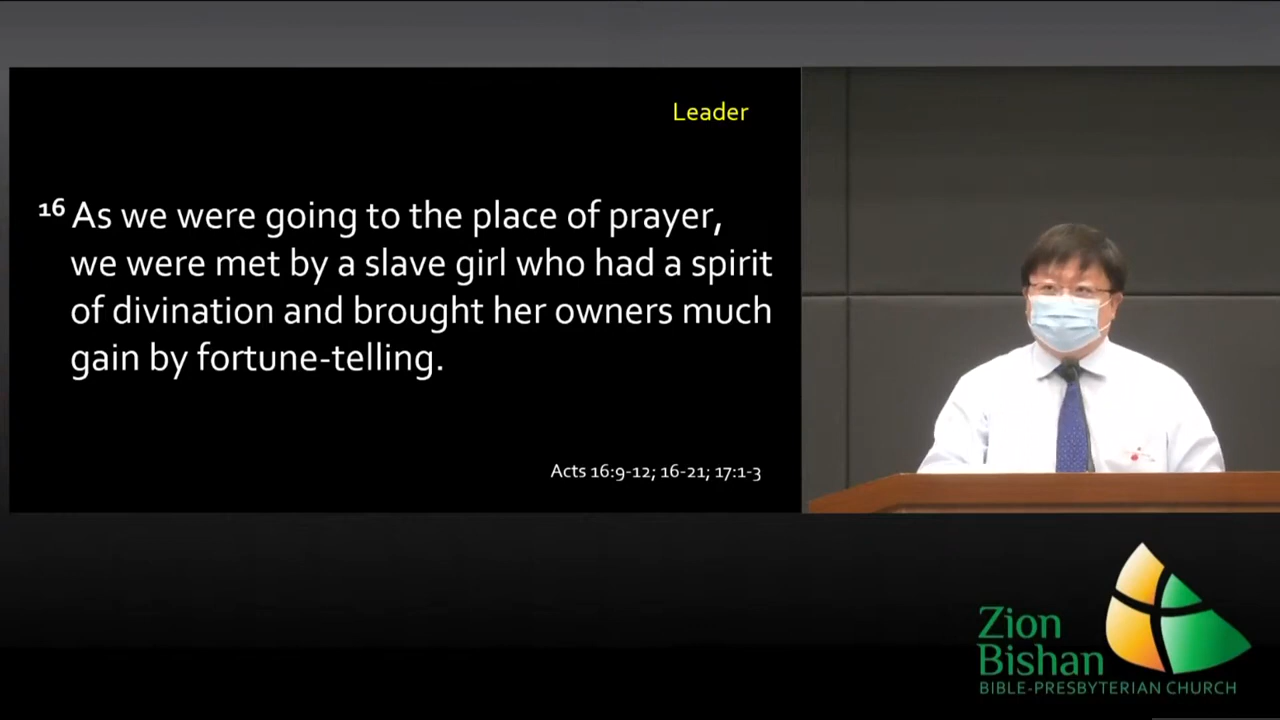 Leader
16 As we were going to the place of prayer,
we were met by a slave girl who had a spirit
of divination and brought her owners much
gain by fortune-telling.
Acts 16:9-12; 16-21; 17:1-3
Zion
Bishan
BIBLE-PRESBYTERIAN CHURCH